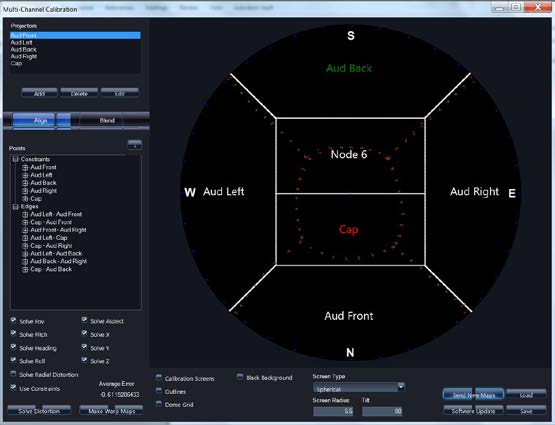 Multi-Channel Calibration
Projectors
Aud Front
Aud Left
Aud Back
Aud Right
Cap
Add
Delete
Edit
Align
Blend
Points
Constraints
Aud Front
Aud Left
Aud Back
Aud Right
Cap
Edges
Aud Left - Aud Front
Cap - Aud Front
Aud Front - Aud Right
Aud Left - Cap
Cap - Aud Right
Aud Left - Aud Back
Aud Back - Aud Right
Cap - Aud Back
Solve Fov
Solve Aspect
Solve Pitch
Solve X
Solve Heading
Solve Y
Solve Roll
Solve Z
Solve Radial Distortion
Use Constraints
Average Error
-0.6119206433
Solve Distortion
Make Warp Maps
S
Aud Back
Node 6
W
Aud Left
Aud Right
E
Cap
Aud Front
N
Calibration Screens
Black Background
Outlines
Dome Grid
Screen Type
Spherical
Screen Radius
Tilt
5.5
90
Send New Maps
Load
Software Update
Save